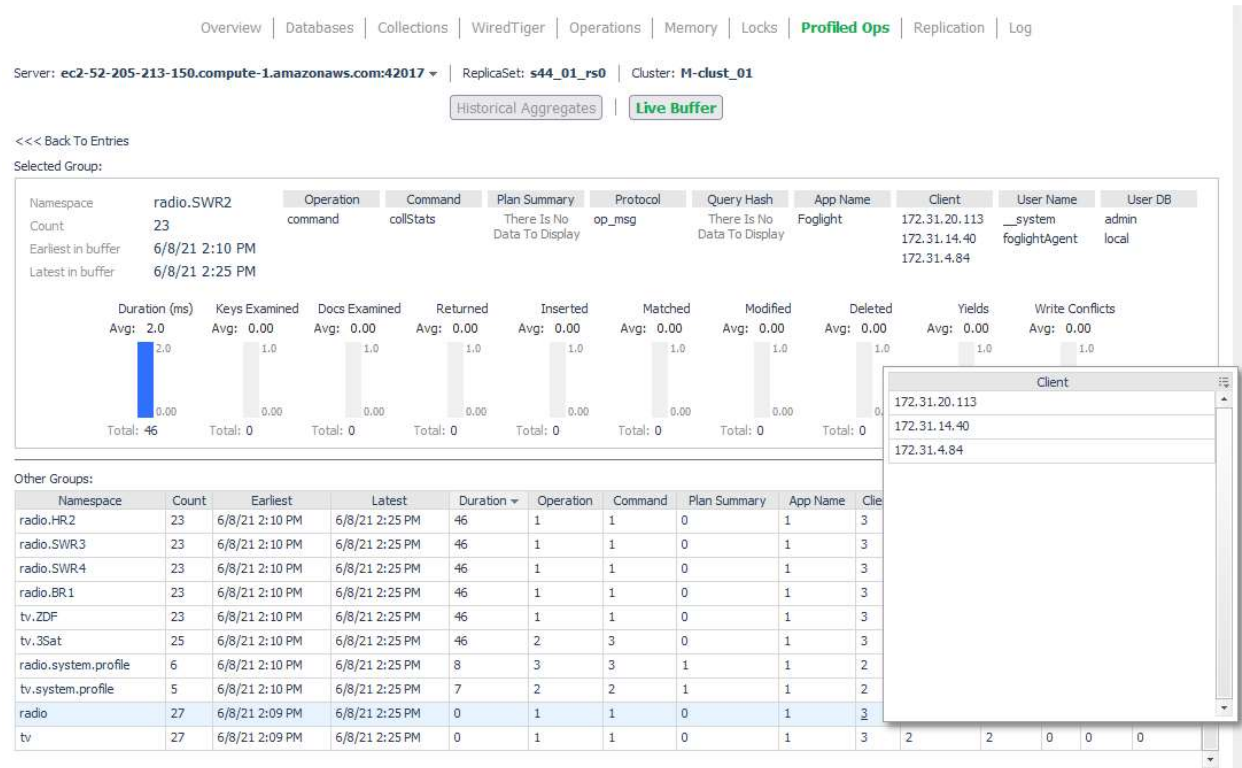 Overview | Databases | Collections | WiredTiger | Operations | Memory | Locks | Profiled Ops | Replication | Log
Server: ec2-52-205-213-150.compute-1.amazonaws.com:42017 | ReplicaSet: s44_01_rs0 | Cluster: M-clust_01
Historical Aggregates | Live Buffer
<<< Back To Entries
Selected Group:
Namespace radio.SWR2
Count 23
Earliest in buffer 6/8/21 2:10 PM
Latest in buffer 6/8/21 2:25 PM
Operation Command Plan Summary Protocol Query Hash App Name Client User Name User DB
command collStats There Is No op_msg There Is No Foglight 172.31.20.113 __system admin
Data To Display Data To Display 172.31.14.40 foglightAgent local
172.31.4.84
Duration (ms) Keys Examined Docs Examined Returned Inserted Matched Modified Deleted Yields Write Conflicts
Avg: 2.0 Avg: 0.00 Avg: 0.00 Avg: 0.00 Avg: 0.00 Avg: 0.00 Avg: 0.00 Avg: 0.00 Avg: 0.00 Avg: 0.00
2.0 1.0 1.0 1.0 1.0 1.0 1.0 1.0 1.0 1.0
0.00 0.00 0.00 0.00 0.00 0.00 0.00
Total: 46 Total: 0 Total: 0 Total: 0 Total: 0 Total: 0 Total: 0 Total: 0
Client
172.31.20.113
172.31.14.40
172.31.4.84
Other Groups:
Namespace Count Earliest Latest Duration Operation Command Plan Summary App Name Clie
radio.HR2 23 6/8/21 2:10 PM 6/8/21 2:25 PM 46 1 1 0 1 3
radio.SWR3 23 6/8/21 2:10 PM 6/8/21 2:25 PM 46 1 1 0 1 3
radio.SWR4 23 6/8/21 2:10 PM 6/8/21 2:25 PM 46 1 1 0 1 3
radio.BR1 23 6/8/21 2:10 PM 6/8/21 2:25 PM 46 1 1 0 1 3
tv.ZDF 23 6/8/21 2:10 PM 6/8/21 2:25 PM 46 1 1 0 1 3
tv.3Sat 25 6/8/21 2:10 PM 6/8/21 2:25 PM 46 2 3 0 1 3
radio.system.profile 6 6/8/21 2:10 PM 6/8/21 2:25 PM 8 3 3 1 1 2
tv.system.profile 5 6/8/21 2:10 PM 6/8/21 2:25 PM 7 2 2 1 1 2
radio 27 6/8/21 2:09 PM 6/8/21 2:25 PM 0 1 1 0 1 3
tv 27 6/8/21 2:09 PM 6/8/21 2:25 PM 0 1 1 0 1 3 2 2 0 0 0